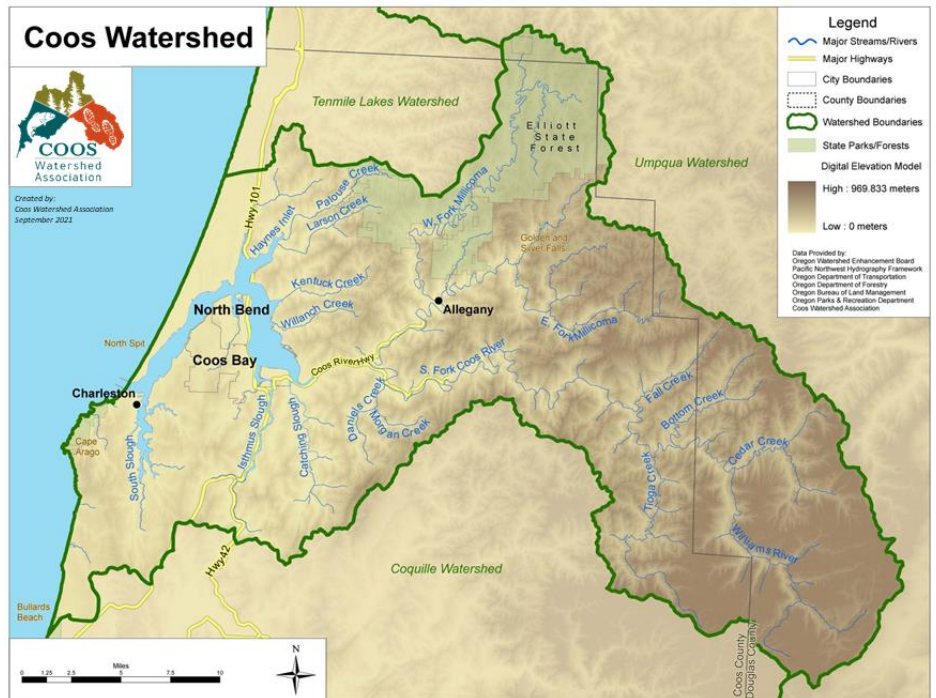 Coos Watershed
COOS
Watershed
Association
Created by:
Coos Watershed Association
September 2021
Legend
Major Streams/Rivers
Major Highways
City Boundaries
County Boundaries
Watershed Boundaries
State Parks/Forests
Digital Elevation Model
High : 969.833 meters
Low : 0 meters
Data Provided by:
Oregon Watershed Enhancement Board
Pacific Northwest Hydrography Framework
Oregon Department of Transportation
Oregon Department of Forestry
Oregon Bureau of Land Management
Oregon Parks & Recreation Department
Coos Watershed Association
Tenmile Lakes Watershed
Elliott
State
Forest
Umpqua Watershed
Hwy 101
Haynes Inlet
Palouse Creek
Larson Creek
W. Fork Millicoma
Golden and
Silver Falls
Kentuck Creek
North Bend
Willanch Creek
Allegany
E. Fork Millicoma
North Spit
Coos Bay
Coos River Hwy
S. Fork Coos River
Charleston
Cape
Arago
South Slough
Isthmus Slough
Catching Slough
Daniels Creek
Morgan Creek
Fall Creek
Bottom Creek
Cedar Creek
Tioga Creek
Williams River
Hwy 42
Coquille Watershed
Bullards
Beach
Coos County
Douglas County
Miles
0 1.25 2.5 5 7.5 10
N